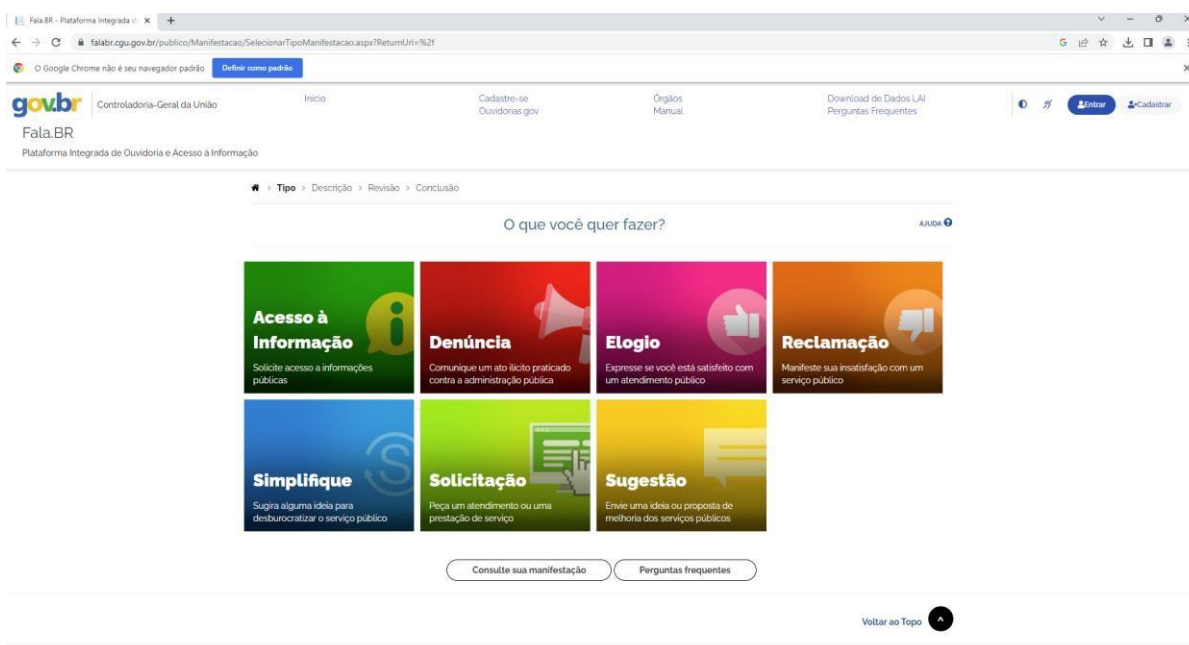 Fala.BR - Plataforma Integrada d
falabr.cgu.gov.br/publico/Manifestacao/SelecionarTipoManifestacao.aspx?ReturnUrl=%2f
O Google Chrome não é seu navegador padrão Definir como padrão
gov.br Controladoria-Geral da União
Fala.BR
Plataforma Integrada de Ouvidoria e Acesso à Informação
Início
Cadastre-se
Ouvidorias.gov
Órgãos
Manual
Download de Dados LAI
Perguntas Frequentes
Entrar
Cadastrar
> Tipo > Descrição > Revisão > Conclusão
O que você quer fazer?
AJUDA
Acesso à
Informação
Solicite acesso a informações
públicas
Denúncia
Comunique um ato ilícito praticado
contra a administração pública
Elogio
Expresse se você está satisfeito com
um atendimento público
Reclamação
Manifeste sua insatisfação com um
serviço público
Simplifique
Sugira alguma ideia para
desburocratizar o serviço público
Solicitação
Peça um atendimento ou uma
prestação de serviço
Sugestão
Envie uma ideia ou proposta de
melhoria dos serviços públicos
Consulte sua manifestação
Perguntas frequentes
Voltar ao Topo